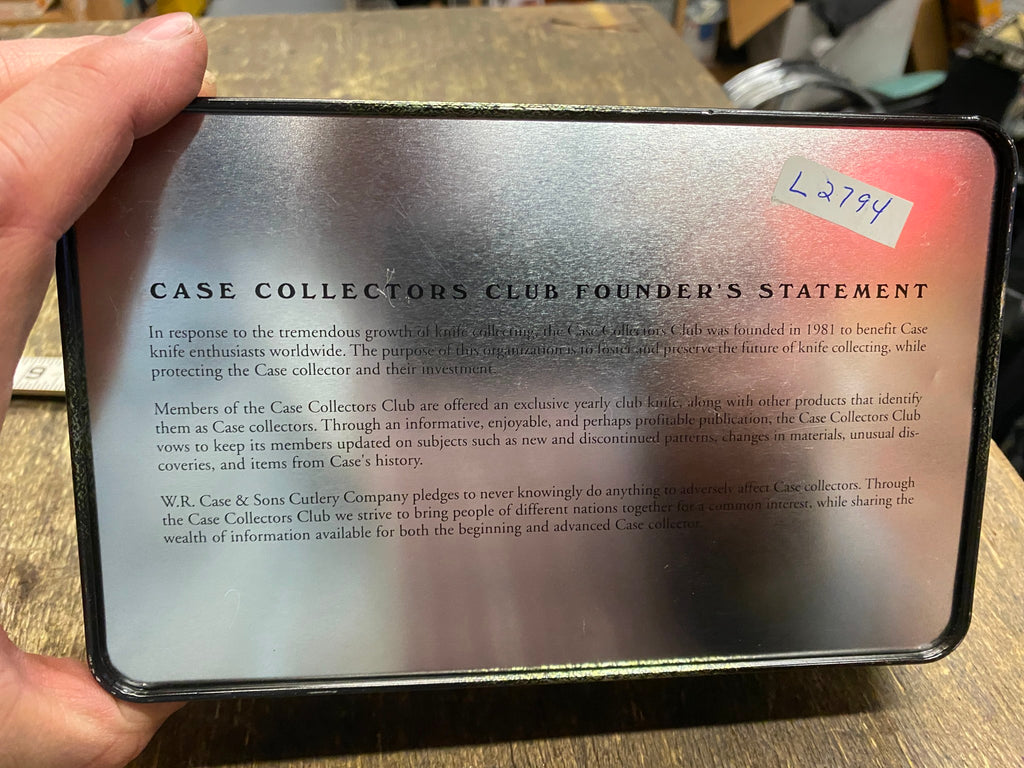 L2794
CASE COLLECTORS CLUB FOUNDER'S STATEMENT
In response to the tremendous growth of knife collecting, the Case Collectors Club was founded in 1981 to benefit Case
knife enthusiasts worldwide. The purpose of this organization is to foster and preserve the future of knife collecting, while
protecting the Case collector and their investment.
Members of the Case Collectors Club are offered an exclusive yearly club knife, along with other products that identify
them as Case collectors. Through an informative, enjoyable, and perhaps profitable publication, the Case Collectors Club
vows to keep its members updated on subjects such as new and discontinued patterns, changes in materials, unusual dis-
coveries, and items from Case's history.
W.R. Case & Sons Cutlery Company pledges to never knowingly do anything to adversely affect Case collectors. Through
the Case Collectors Club we strive to bring people of different nations together for a common interest, while sharing the
wealth of information available for both the beginning and advanced Case collector.
9